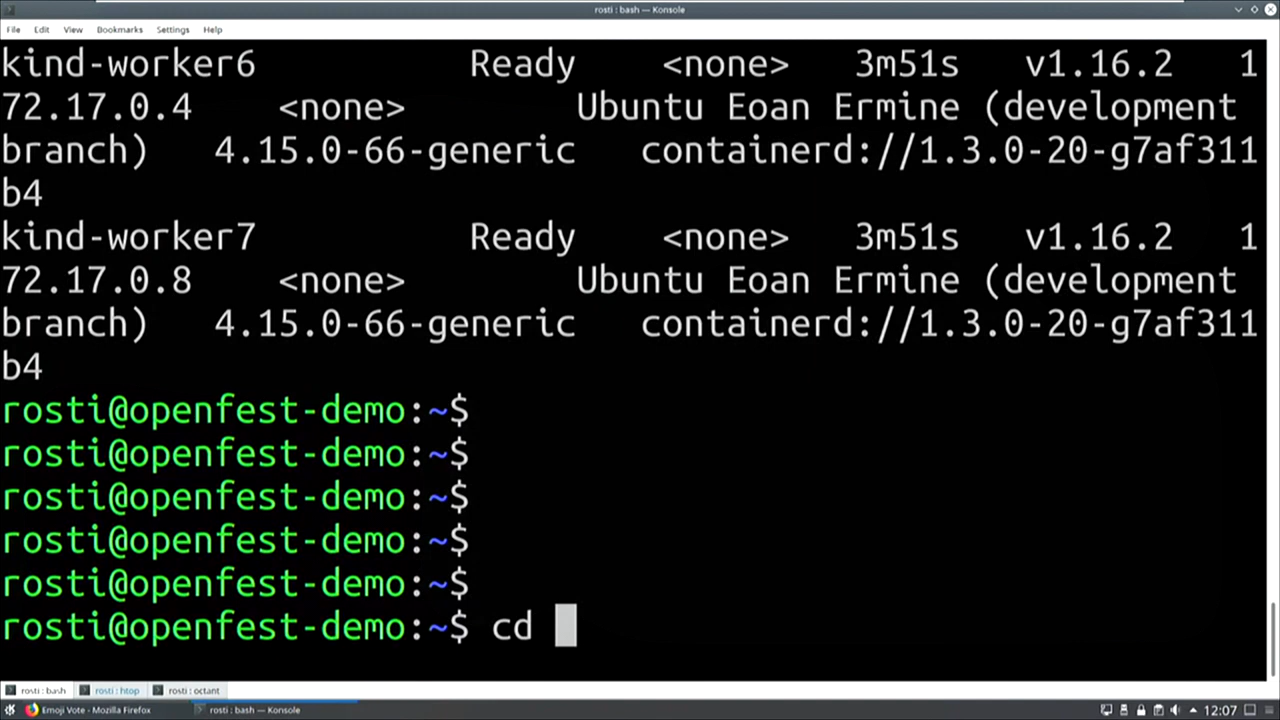 rosti : bash — Konsole
File Edit View Bookmarks Settings Help
kind-worker6 Ready <none> 3m51s v1.16.2 1
72.17.0.4 <none> Ubuntu Eoan Ermine (development
branch) 4.15.0-66-generic containerd://1.3.0-20-g7af311
b4
kind-worker7 Ready <none> 3m51s v1.16.2 1
72.17.0.8 <none> Ubuntu Eoan Ermine (development
branch) 4.15.0-66-generic containerd://1.3.0-20-g7af311
b4
rosti@openfest-demo:~$
rosti@openfest-demo:~$
rosti@openfest-demo:~$
rosti@openfest-demo:~$
rosti@openfest-demo:~$
rosti@openfest-demo:~$ cd
rosti : bash rosti : htop rosti : octant
Emoji Vote - Mozilla Firefox rosti : bash — Konsole 12:07